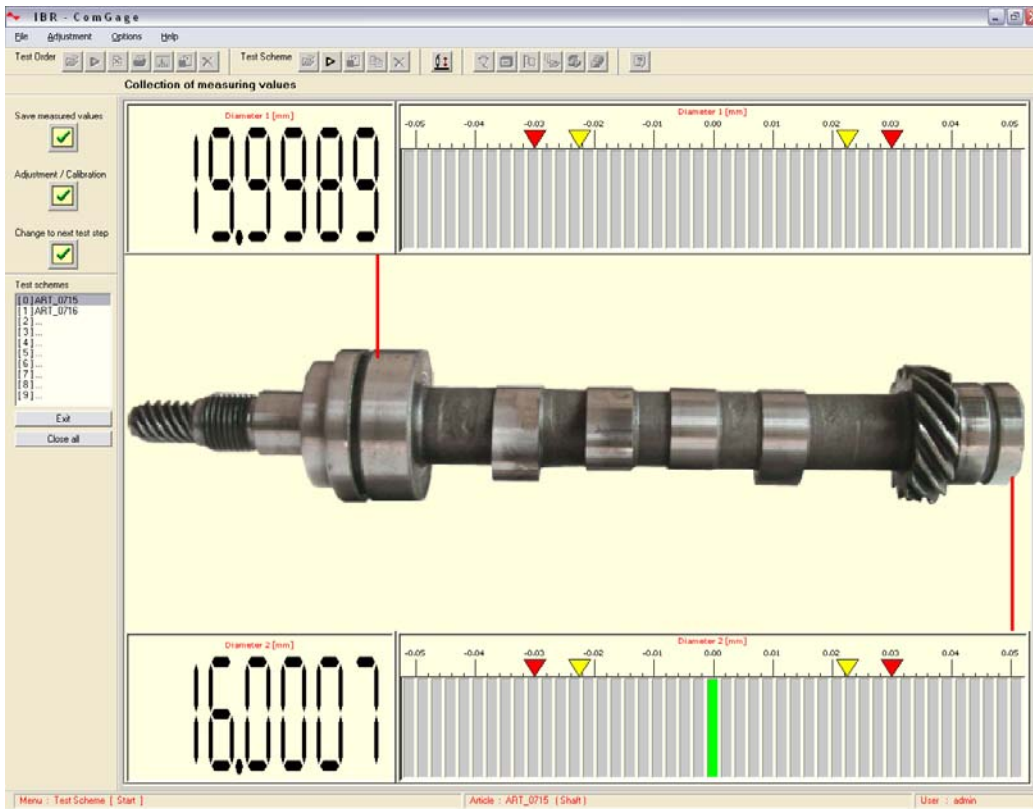 IBR - ComGage
File Adjustment Options Help
Test Order Test Scheme
Collection of measuring values
Save measured values
Adjustment / Calibration
Change to next test step
Test schemes
[0]ART_0715
[1]ART_0716
[2]...
[3]...
[4]...
[5]...
[6]...
[7]...
[8]...
[9]...
Exit
Close all
Diameter 1 [mm]
19.9989
Diameter 1 [mm]
-0.05 -0.04 -0.03 -0.02 -0.01 0.00 0.01 0.02 0.03 0.04 0.05
Diameter 2 [mm]
16.0007
Diameter 2 [mm]
-0.05 -0.04 -0.03 -0.02 -0.01 0.00 0.01 0.02 0.03 0.04 0.05
Menu : Test Scheme [ Start ]
Article : ART_0715 (Shaft)
User : admin